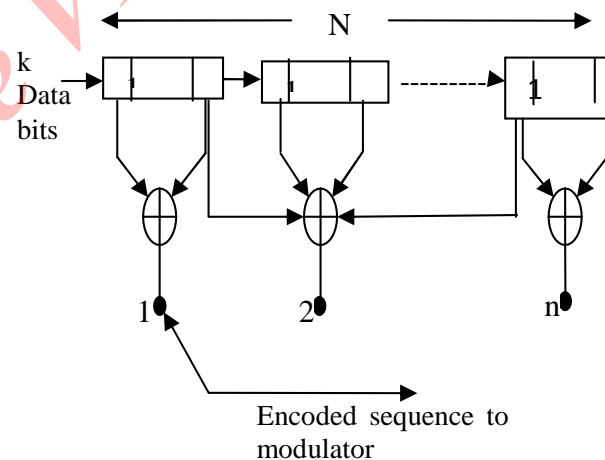 N
k
Data
bits
1
1
1
1
2
n
Encoded sequence to
modulator